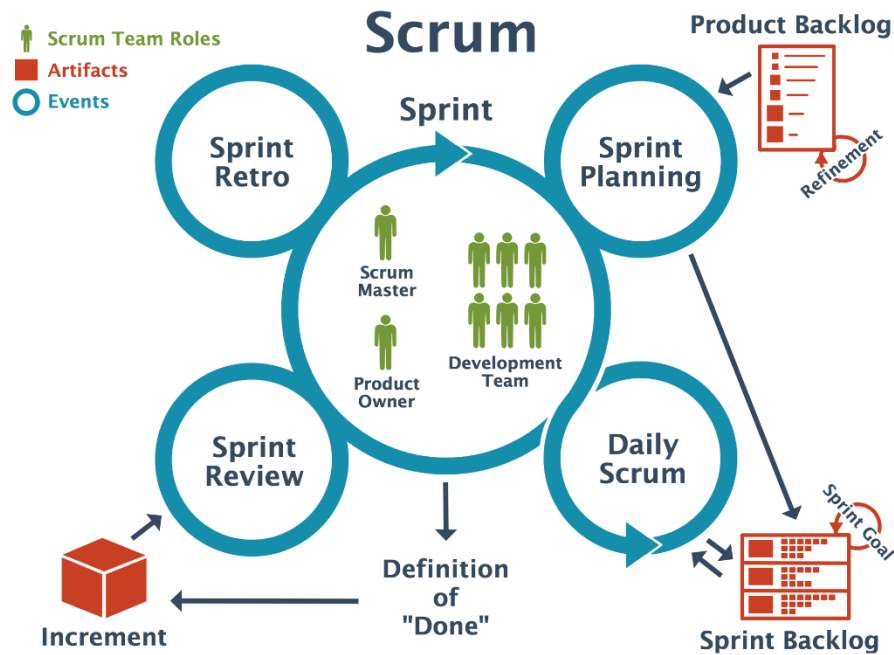 Scrum
Scrum Team Roles
Artifacts
Events
Product Backlog
Refinement
Sprint
Sprint
Retro
Sprint
Planning
Scrum
Master
Product
Owner
Development
Team
Sprint
Review
Daily
Scrum
Sprint Goal
Definition
of
"Done"
Increment
Sprint Backlog